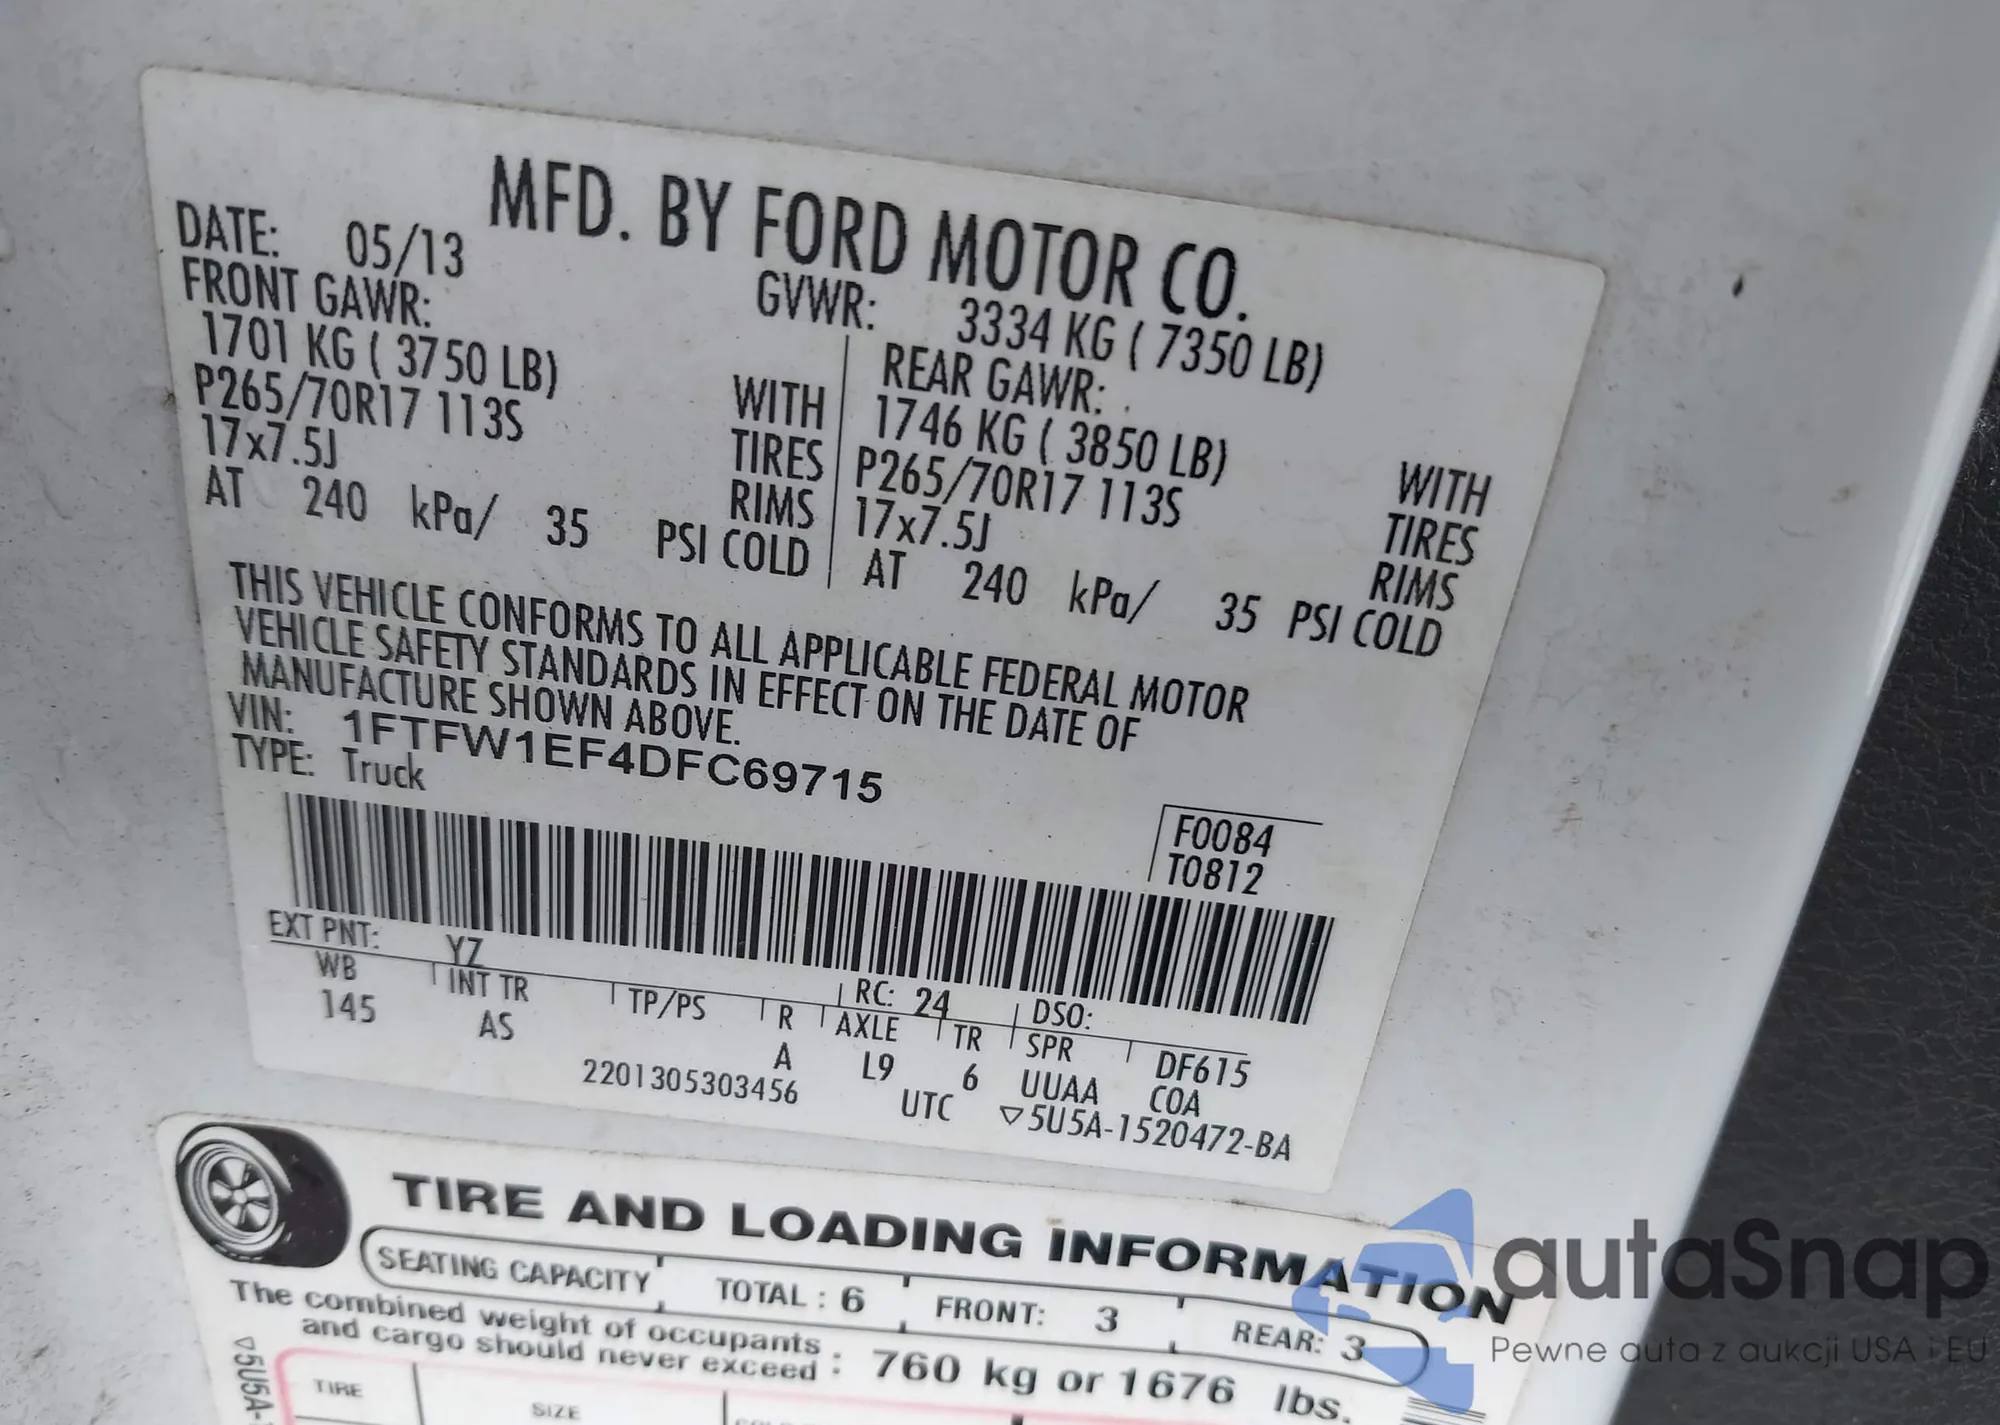 MFD. BY FORD MOTOR CO.
DATE: 05/13 GVWR: 3334 KG ( 7350 LB)
FRONT GAWR: REAR GAWR:
1701 KG ( 3750 LB) WITH 1746 KG ( 3850 LB) WITH
P265/70R17 113S TIRES P265/70R17 113S TIRES
17x7.5J RIMS 17x7.5J RIMS
AT 240 kPa/ 35 PSI COLD AT 240 kPa/ 35 PSI COLD
THIS VEHICLE CONFORMS TO ALL APPLICABLE FEDERAL MOTOR
VEHICLE SAFETY STANDARDS IN EFFECT ON THE DATE OF
MANUFACTURE SHOWN ABOVE.
VIN: 1FTFW1EF4DFC69715
TYPE: Truck
F0084
T0812
EXT PNT: YZ RC: 24 DSO:
WB INT TR TP/PS R AXLE TR SPR DF615
145 AS A L9 6 UUAA COA
2201305303456 UTC ▽5U5A-1520472-BA
TIRE AND LOADING INFORMATION
SEATING CAPACITY TOTAL : 6 FRONT: 3 REAR: 3
The combined weight of occupants
and cargo should never exceed : 760 kg or 1676 lbs.
▽5U5A-
TIRE SIZE
autaSnap
Pewne auta z aukcji USA i EU